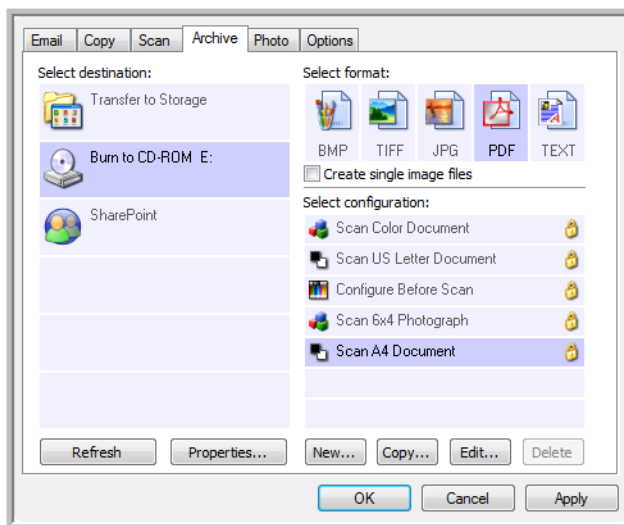 Email Copy Scan Archive Photo Options
Select destination:
Transfer to Storage
Burn to CD-ROM E:
SharePoint
Refresh Properties...
Select format:
BMP TIFF JPG PDF TEXT
Create single image files
Select configuration:
Scan Color Document
Scan US Letter Document
Configure Before Scan
Scan 6x4 Photograph
Scan A4 Document
New... Copy... Edit... Delete
OK Cancel Apply